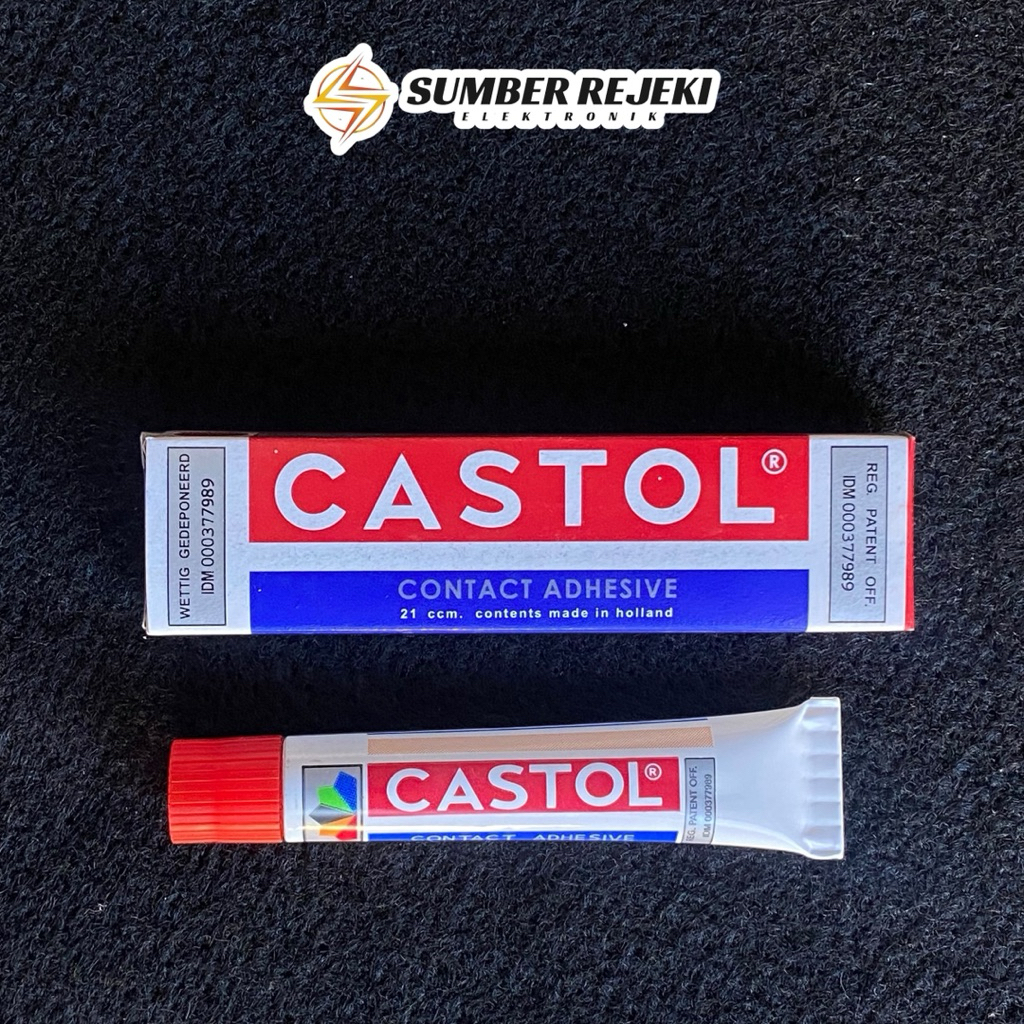 SUMBER REJEKI
ELEKTRONIK
WETTIG GEDEPONEERD
IDM 000377989
CASTOL®
CONTACT ADHESIVE
21 ccm. contents made in holland
REG. PATENT OFF.
IDM 000377989
CASTOL®
CONTACT ADHESIVE
REG. PATENT OFF.
IDM 000377989